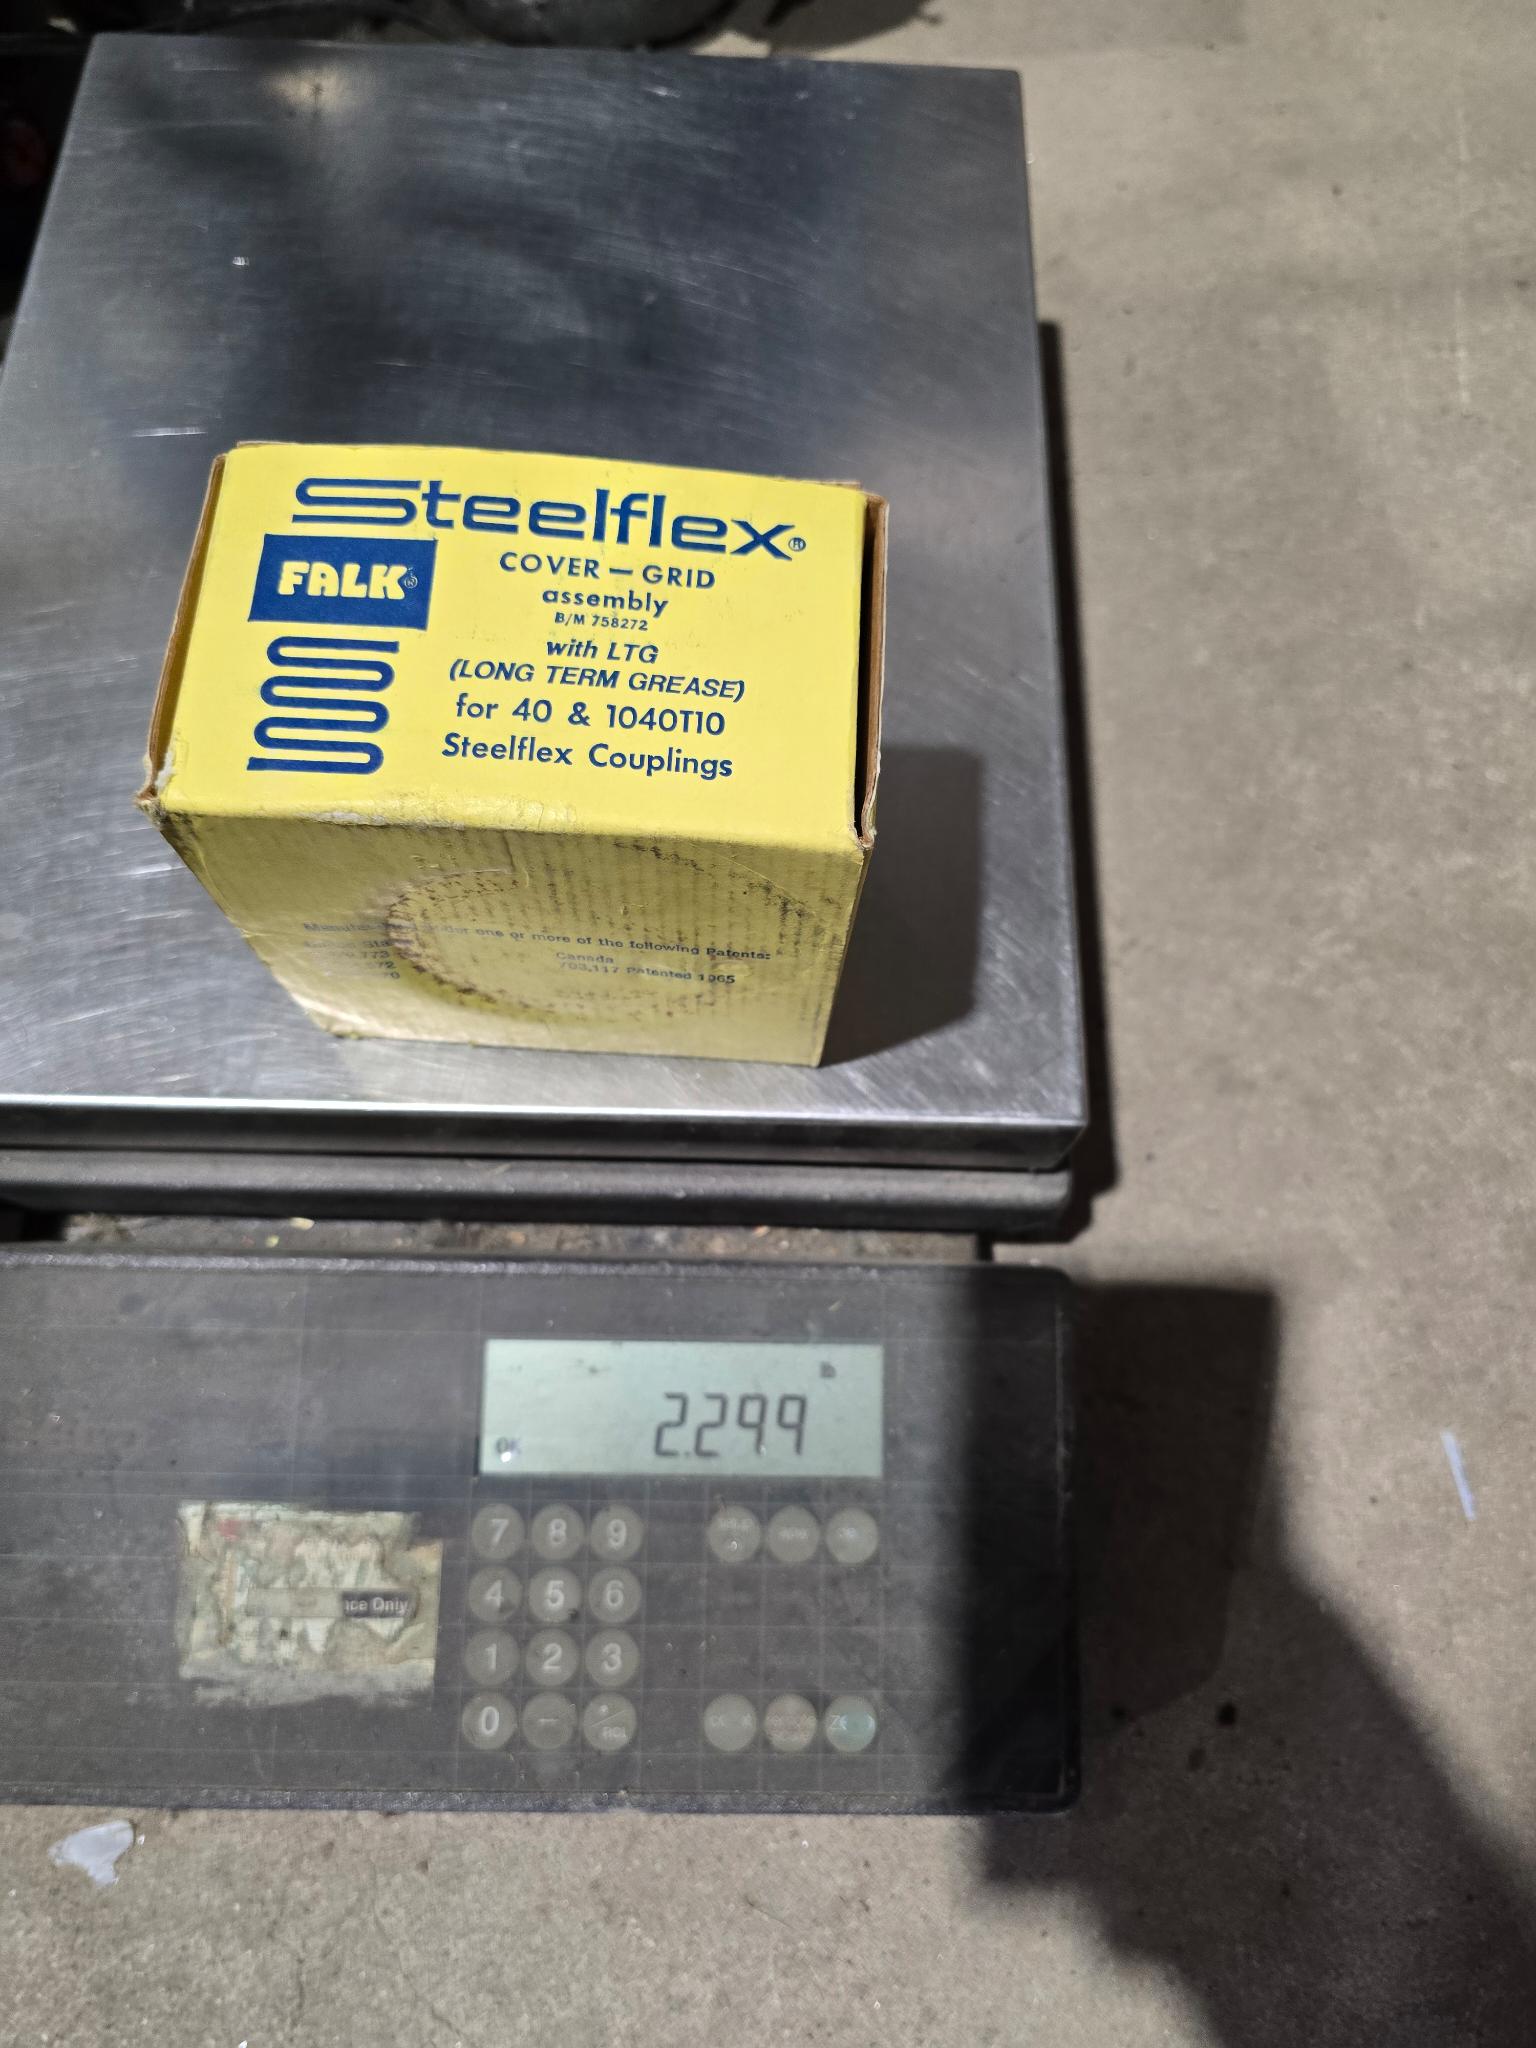 Steelflex®
FALK®
COVER — GRID
assembly
B/M 758272
with LTG
(LONG TERM GREASE)
for 40 & 1040T10
Steelflex Couplings
one or more of the following Patents:
Canada
703,117 Patented 1965
lb
2.299
OK
7 8 9
4 5 6
Only
1 2 3
0 —